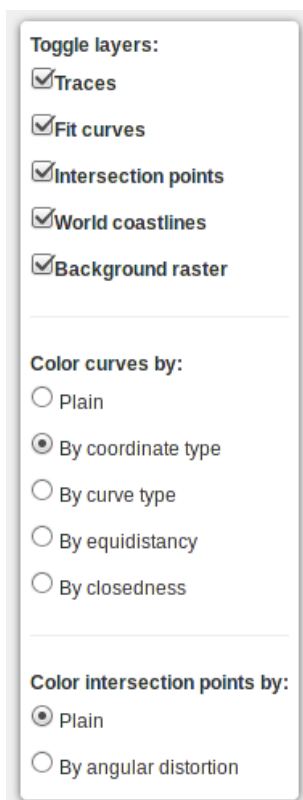 Toggle layers:
Traces
Fit curves
Intersection points
World coastlines
Background raster
Color curves by:
Plain
By coordinate type
By curve type
By equidistancy
By closedness
Color intersection points by:
Plain
By angular distortion